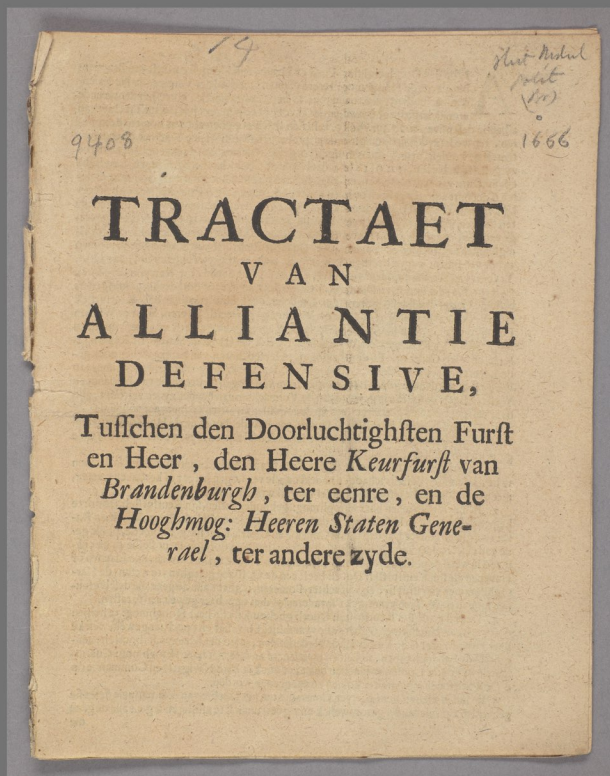 14
9408
1666
TRACTAET
VAN
ALLIANTIE
DEFENSIVE,
Tuſſchen den Doorluchtighſten Furſt
en Heer, den Heere Keurfurſt van
Brandenburgh, ter eenre, en de
Hooghmog: Heeren Staten Gene-
rael, ter andere zyde.